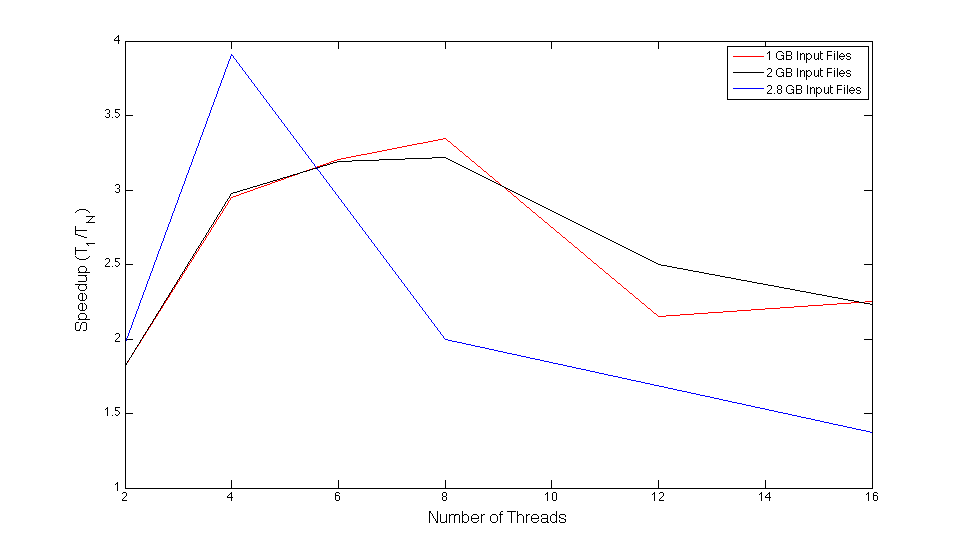 4
3.5
3
2.5
2
1.5
1
2 4 6 8 10 12 14 16
Speedup (T1/TN)
Number of Threads
1 GB Input Files
2 GB Input Files
2.8 GB Input Files